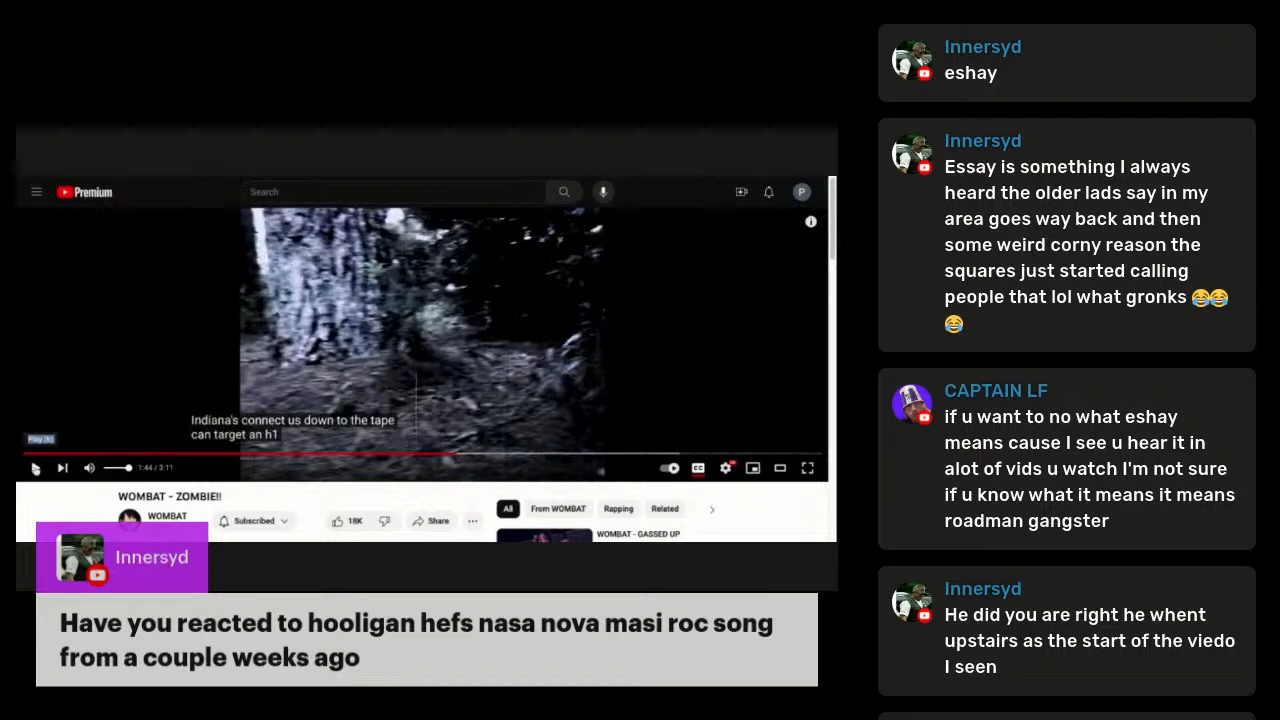 Innersyd
eshay
Innersyd
Essay is something I always
heard the older lads say in my
area goes way back and then
some weird corny reason the
squares just started calling
people that lol what gronks 😂😂
😂
CAPTAIN LF
if u want to no what eshay
means cause I see u hear it in
alot of vids u watch I'm not sure
if u know what it means it means
roadman gangster
Innersyd
He did you are right he whent
upstairs as the start of the viedo
I seen
Premium
Search
P
Indiana's connect us down to the tape
can target an h1
Play (k)
1:44 / 3:11
CC
WOMBAT - ZOMBIE!!
WOMBAT
Subscribed
18K
Share
All
From WOMBAT
Rapping
Related
WOMBAT - GASSED UP
Innersyd
Have you reacted to hooligan hefs nasa nova masi roc song
from a couple weeks ago